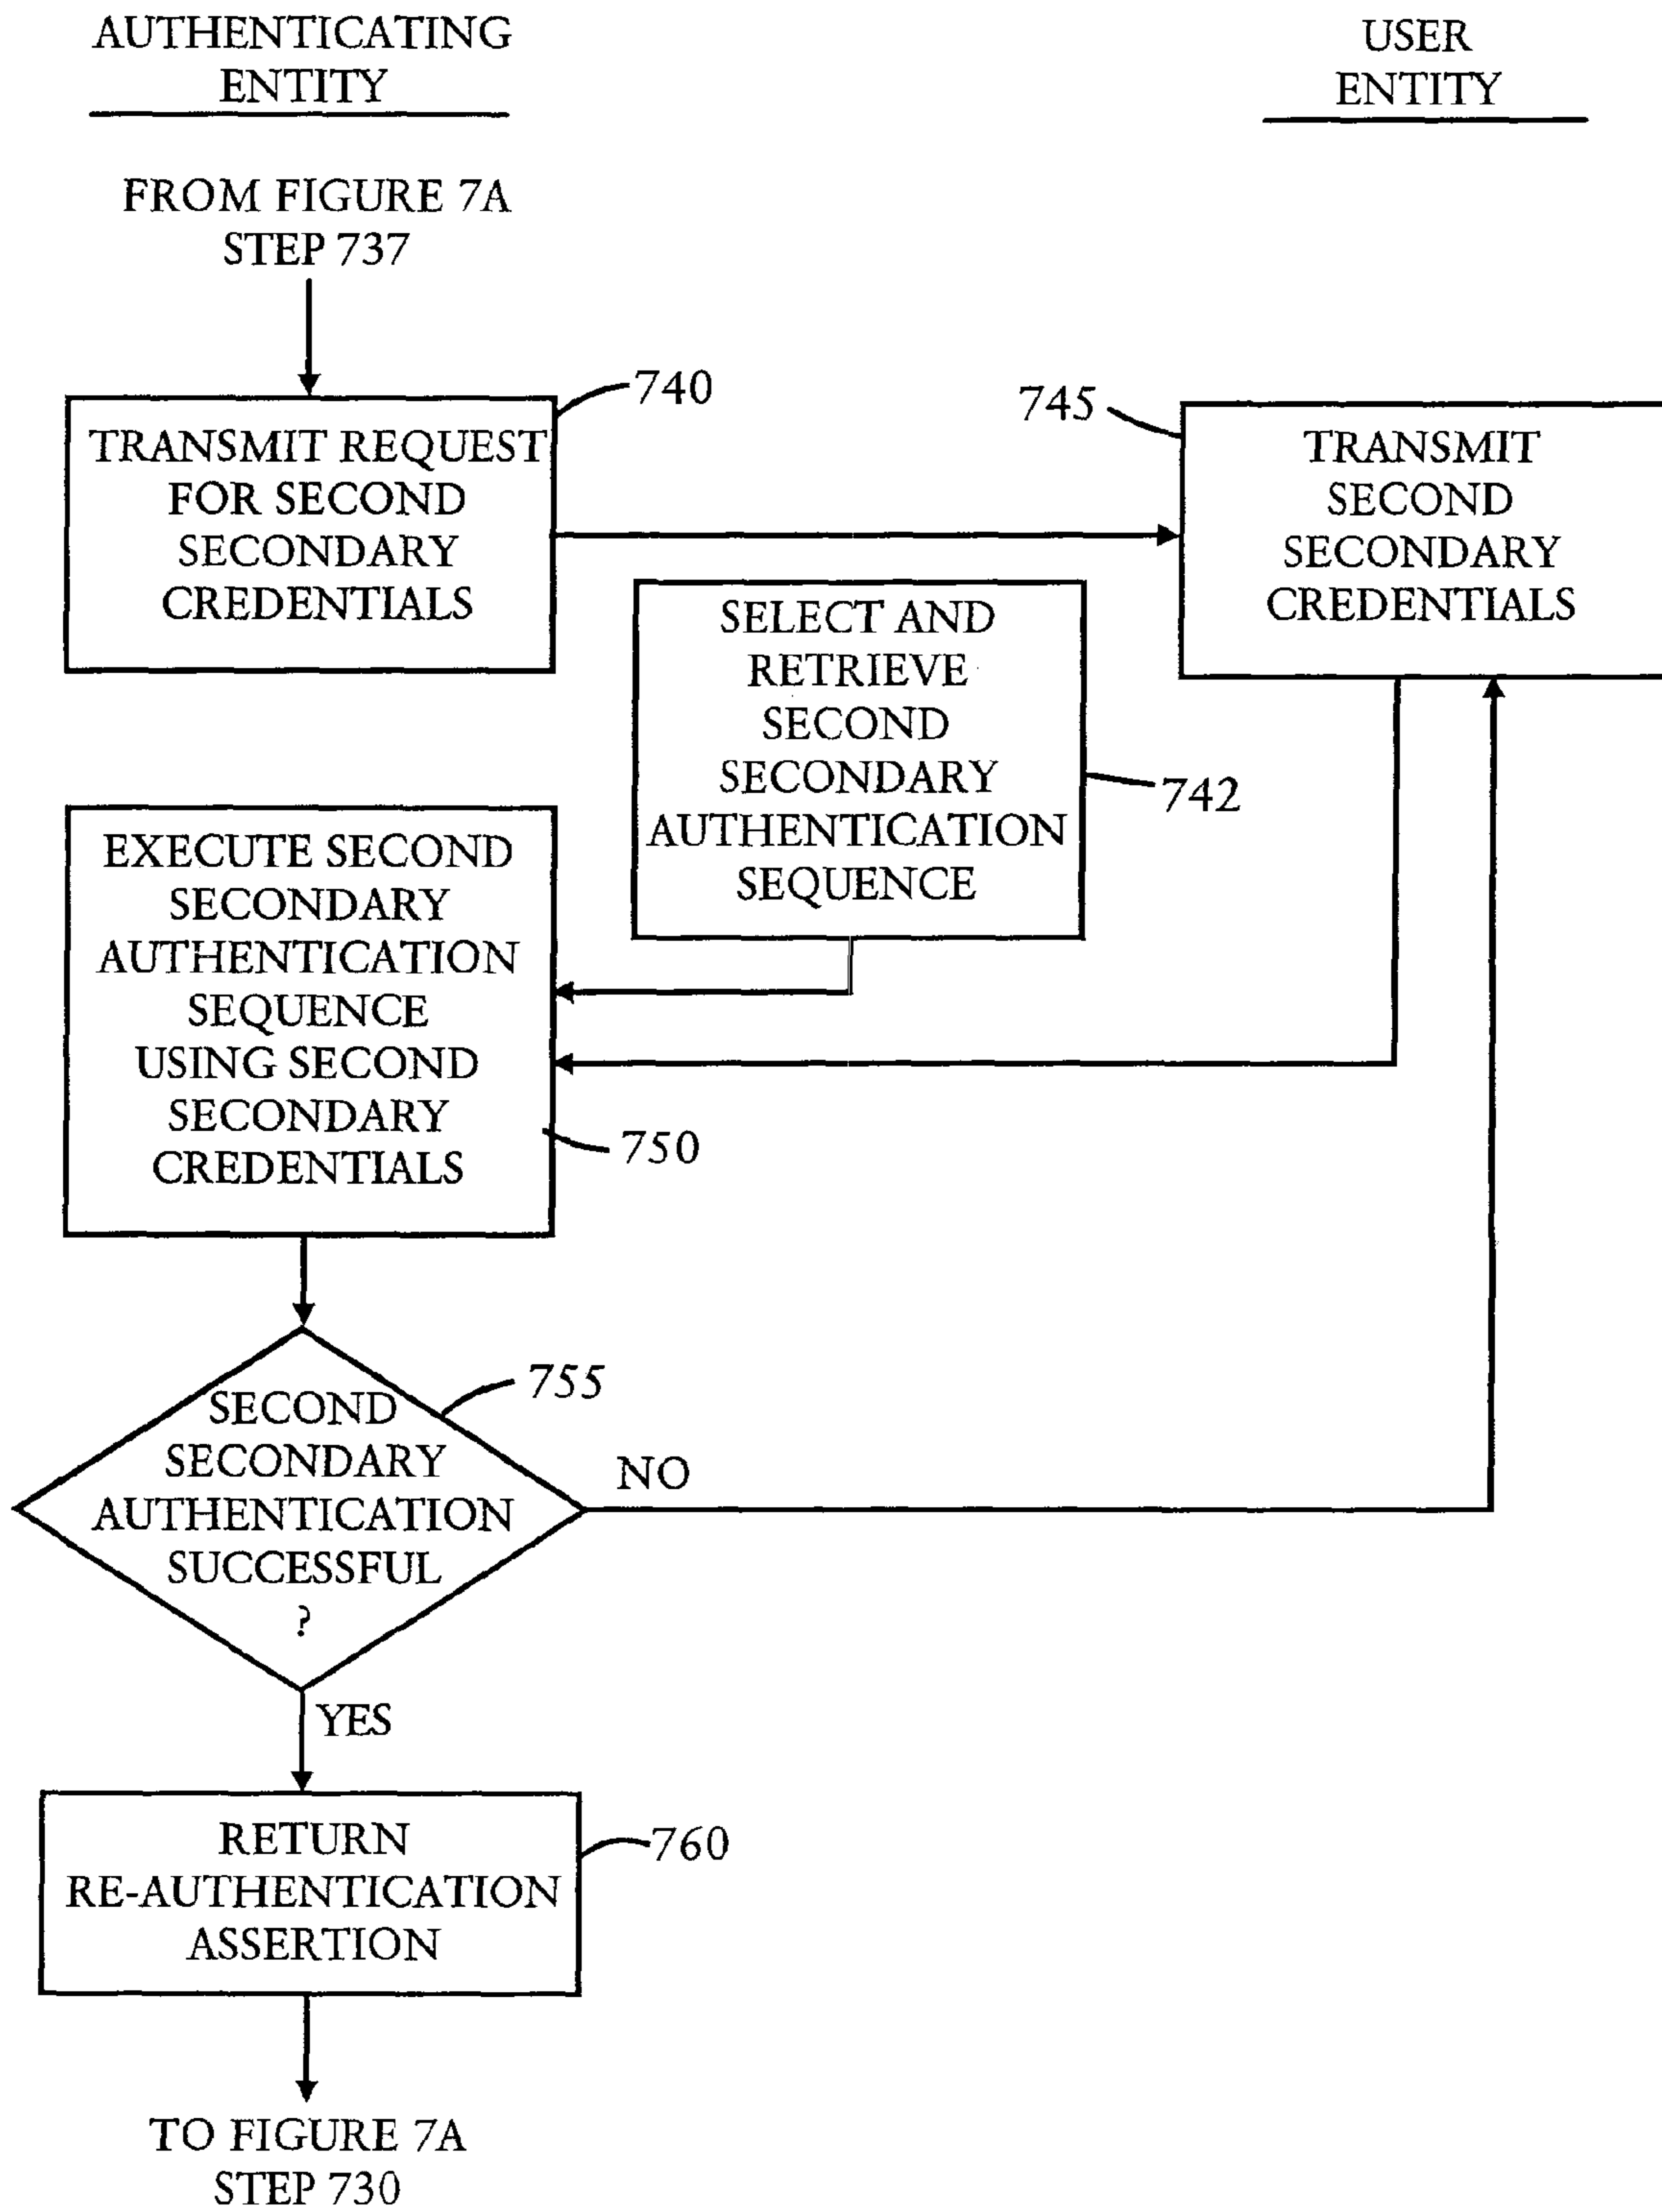 AUTHENTICATING
ENTITY
USER
ENTITY
FROM FIGURE 7A
STEP 737
740
TRANSMIT REQUEST
FOR SECOND
SECONDARY
CREDENTIALS
745
TRANSMIT
SECOND
SECONDARY
CREDENTIALS
SELECT AND
RETRIEVE
SECOND
SECONDARY
AUTHENTICATION
SEQUENCE
742
EXECUTE SECOND
SECONDARY
AUTHENTICATION
SEQUENCE
USING SECOND
SECONDARY
CREDENTIALS
750
755
SECOND
SECONDARY
AUTHENTICATION
SUCCESSFUL
?
NO
YES
RETURN
RE-AUTHENTICATION
ASSERTION
760
TO FIGURE 7A
STEP 730